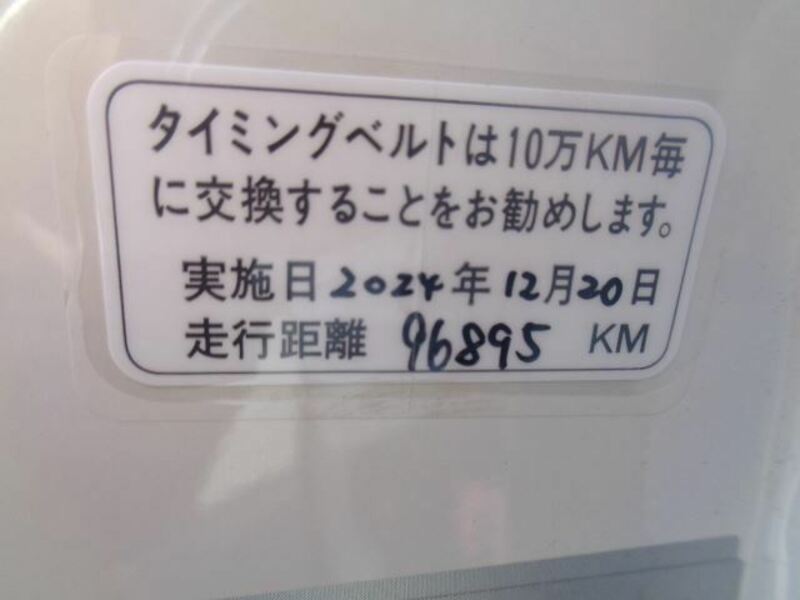 タイミングベルトは10万KM毎
に交換することをお勧めします。
実施日2024年12月20日
走行距離 96895 KM